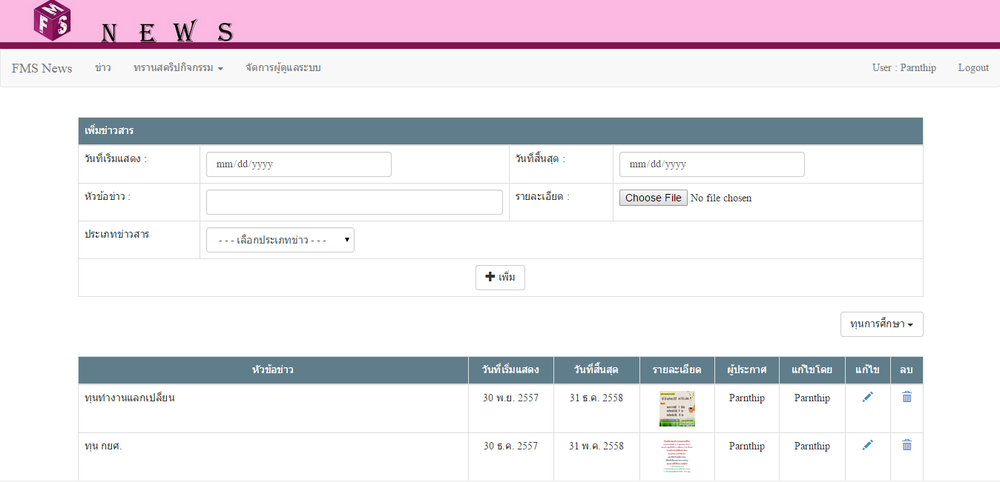 FMS
NEWS
FMS News ข่าว ทรานสคริปกิจกรรม จัดการผู้ดูแลระบบ User : Parnthip Logout
เพิ่มข่าวสาร
วันที่เริ่มแสดง : mm/dd/yyyy วันที่สิ้นสุด : mm/dd/yyyy
หัวข้อข่าว : รายละเอียด : Choose File No file chosen
ประเภทข่าวสาร - - - เลือกประเภทข่าว - - -
เพิ่ม
ทุนการศึกษา
หัวข้อข่าว วันที่เริ่มแสดง วันที่สิ้นสุด รายละเอียด ผู้ประกาศ แก้ไขโดย แก้ไข ลบ
ทุนทำงานแลกเปลี่ยน 30 พ.ย. 2557 31 ธ.ค. 2558 Parnthip Parnthip
ทุน กยศ. 30 ธ.ค. 2557 31 พ.ค. 2558 Parnthip Parnthip